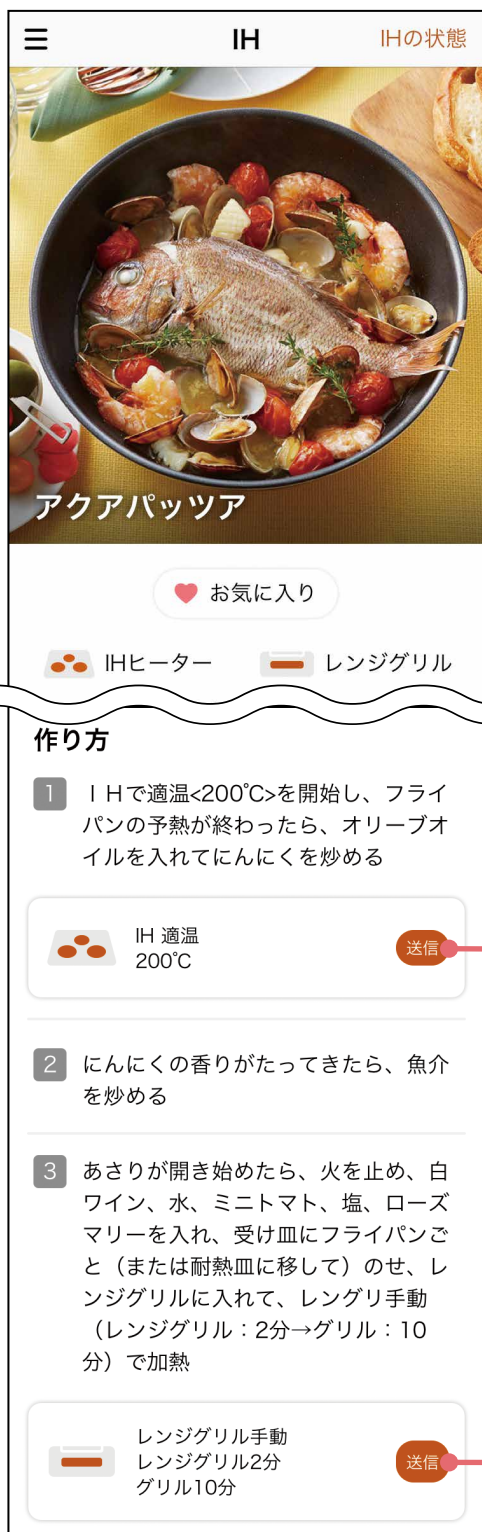 IH
IHの状態
アクアパッツア
お気に入り
IHヒーター
レンジグリル
作り方
1
ＩＨで適温<200℃>を開始し、フライ
パンの予熱が終わったら、オリーブオ
イルを入れてにんにくを炒める
IH 適温
200℃
送信
2
にんにくの香りがたってきたら、魚介
を炒める
3
あさりが開き始めたら、火を止め、白
ワイン、水、ミニトマト、塩、ローズ
マリーを入れ、受け皿にフライパンご
と（または耐熱皿に移して）のせ、レ
ンジグリルに入れて、レングリ手動
（レンジグリル：2分→グリル：10
分）で加熱
レンジグリル手動
レンジグリル2分
グリル10分
送信